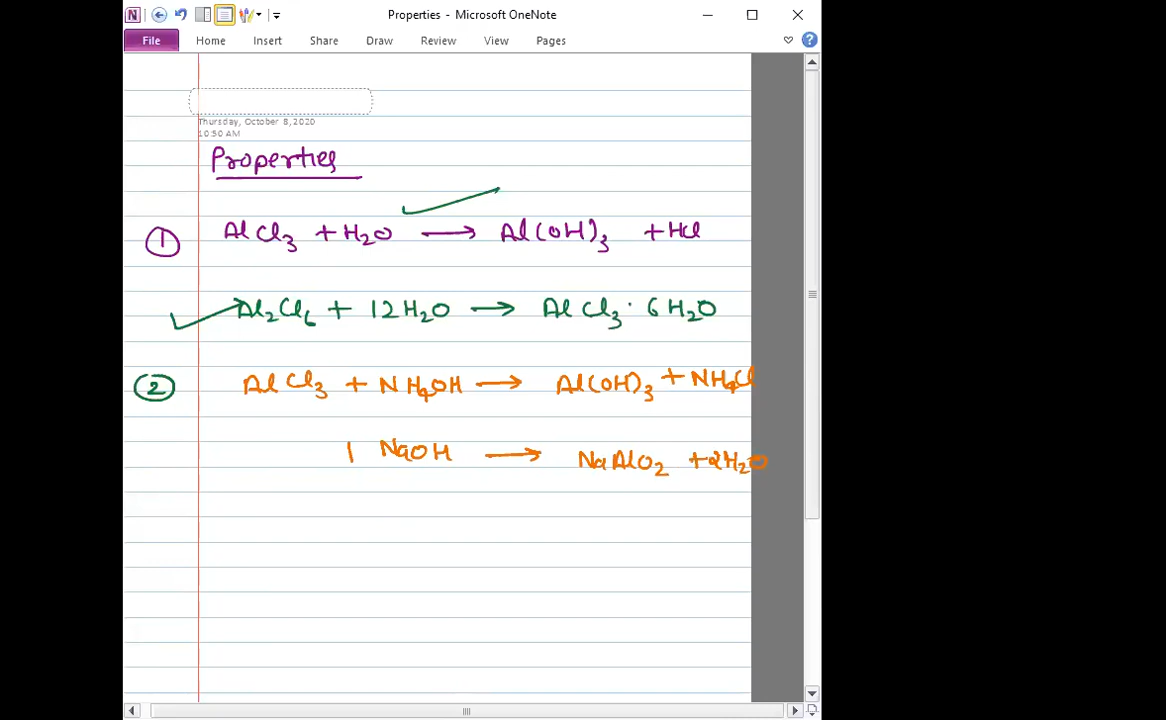 Properties - Microsoft OneNote
File Home Insert Share Draw Review View Pages
Thursday, October 8, 2020
10:50 AM
Properties
① AlCl₃ + H₂O ⟶ Al(OH)₃ + HCl
Al₂Cl₆ + 12H₂O ⟶ AlCl₃·6H₂O
② AlCl₃ + NH₄OH ⟶ Al(OH)₃ + NH₄Cl
| NaOH ⟶ NaAlO₂ + 2H₂O